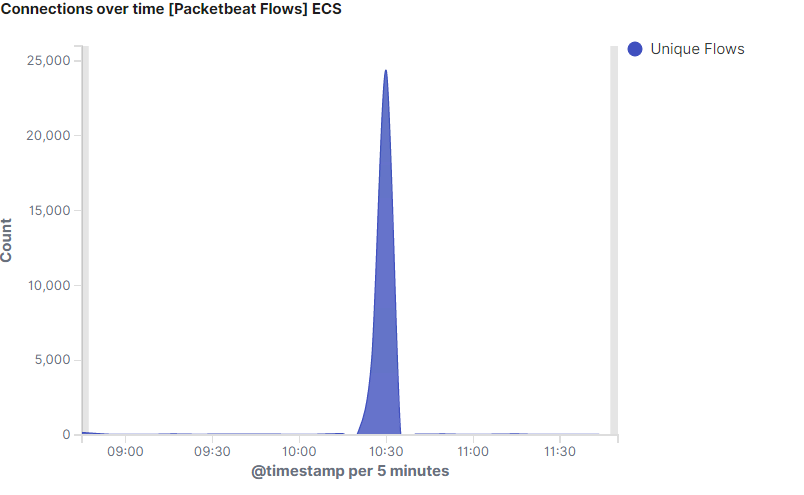 Connections over time [Packetbeat Flows] ECS
Unique Flows
25,000
20,000
15,000
10,000
5,000
0
Count
09:00 09:30 10:00 10:30 11:00 11:30
@timestamp per 5 minutes